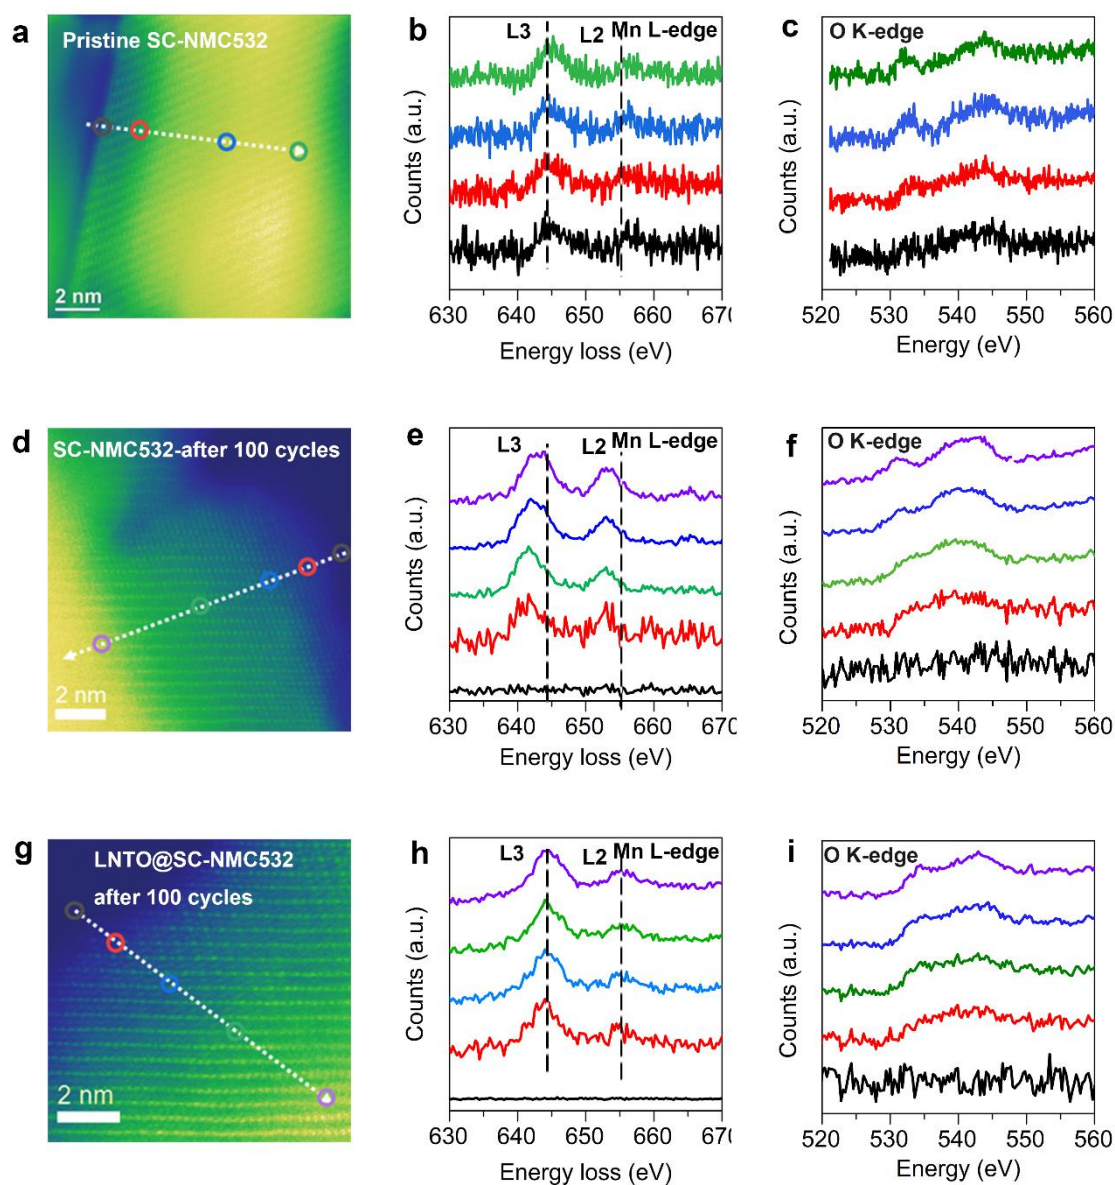 a
Pristine SC-NMC532
2 nm
b
L3
L2
Mn L-edge
Counts (a.u.)
630 640 650 660 670
Energy loss (eV)
c
O K-edge
Counts (a.u.)
520 530 540 550 560
Energy (eV)
d
SC-NMC532-after 100 cycles
2 nm
e
L3
L2
Mn L-edge
Counts (a.u.)
630 640 650 660 670
Energy loss (eV)
f
O K-edge
Counts (a.u.)
520 530 540 550 560
Energy (eV)
g
LNTO@SC-NMC532
after 100 cycles
2 nm
h
L3
L2
Mn L-edge
Counts (a.u.)
630 640 650 660 670
Energy loss (eV)
i
O K-edge
Counts (a.u.)
520 530 540 550 560
Energy (eV)